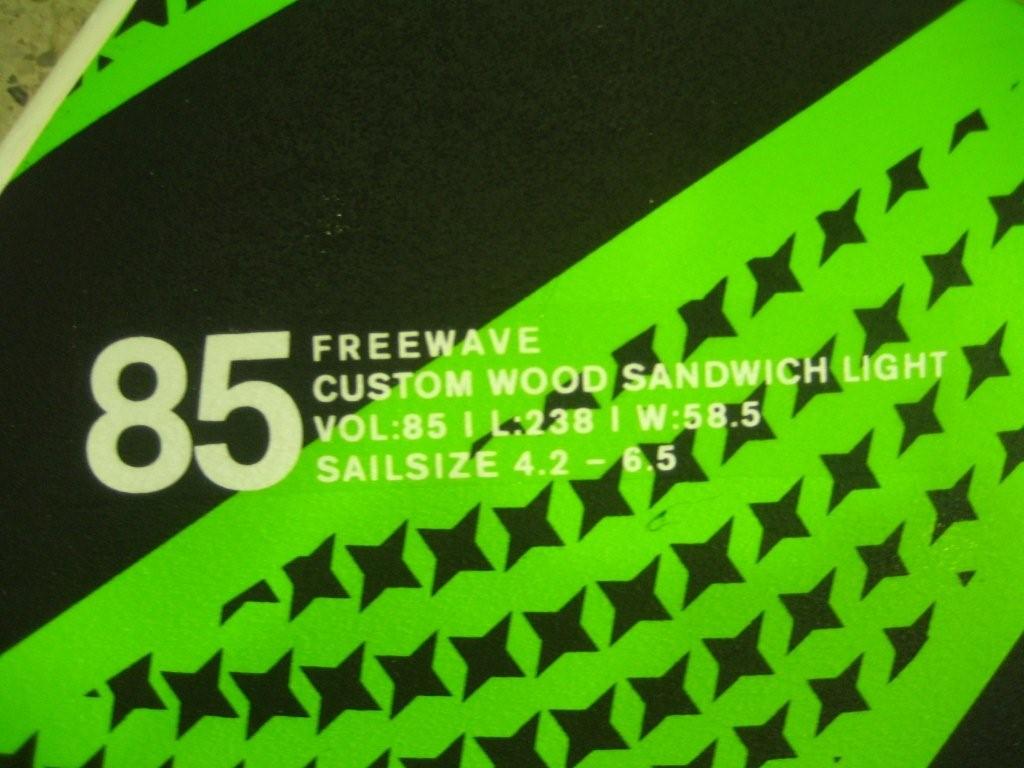 85
FREEWAVE
CUSTOM WOOD SANDWICH LIGHT
VOL:85 | L:238 | W:58.5
SAILSIZE 4.2 – 6.5